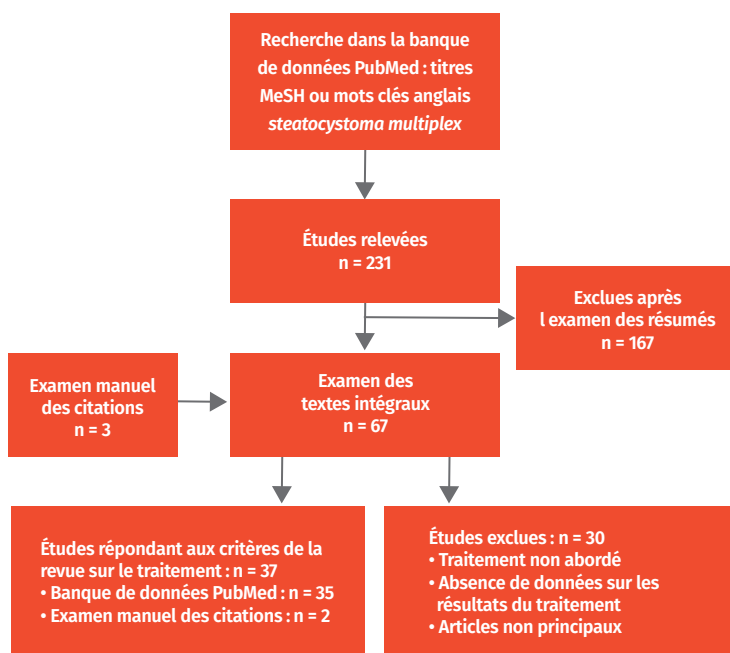 Recherche dans la banque
de données PubMed : titres
MeSH ou mots clés anglais
steatocystoma multiplex
Études relevées
n = 231
Exclues après
l examen des résumés
n = 167
Examen manuel
des citations
n = 3
Examen des
textes intégraux
n = 67
Études répondant aux critères de la
revue sur le traitement : n = 37
• Banque de données PubMed : n = 35
• Examen manuel des citations : n = 2
Études exclues : n = 30
• Traitement non abordé
• Absence de données sur les
résultats du traitement
• Articles non principaux